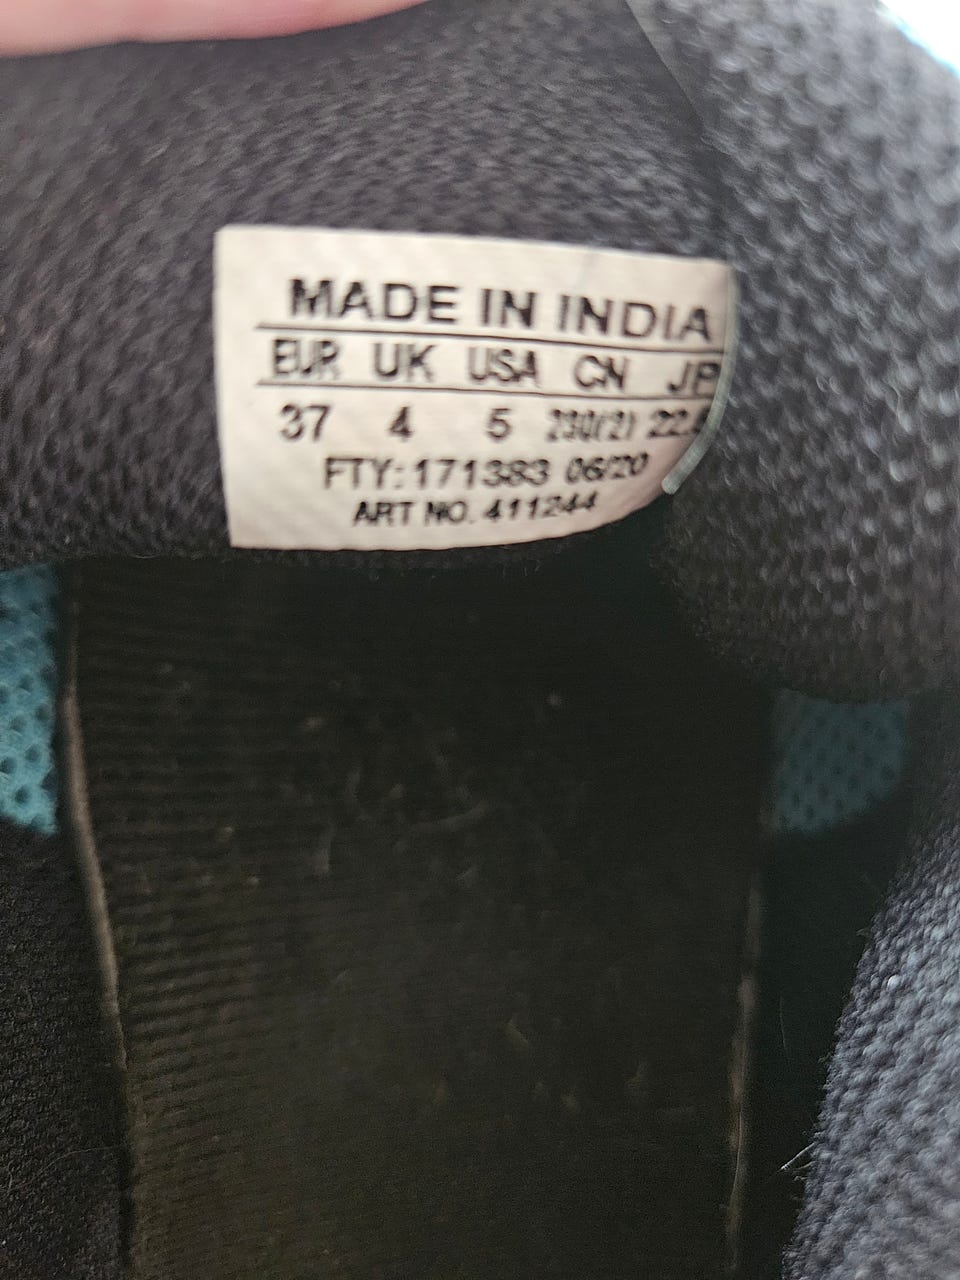 MADE IN INDIA
EUR UK USA CN JP
37 4 5 230(2) 22.5
FTY: 171383 06/20
ART NO. 411244